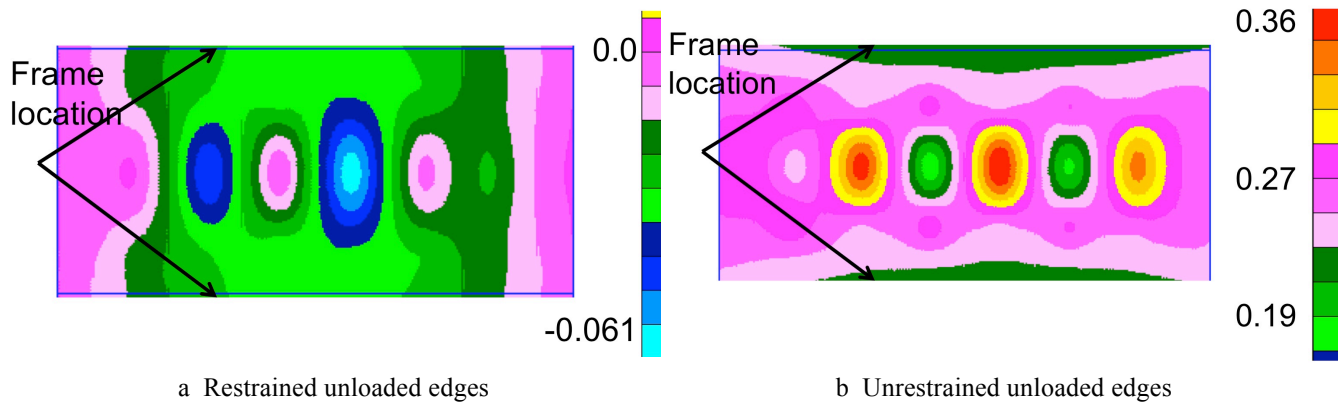 Frame
location
0.0
-0.061
Frame
location
0.36
0.27
0.19
a Restrained unloaded edges
b Unrestrained unloaded edges